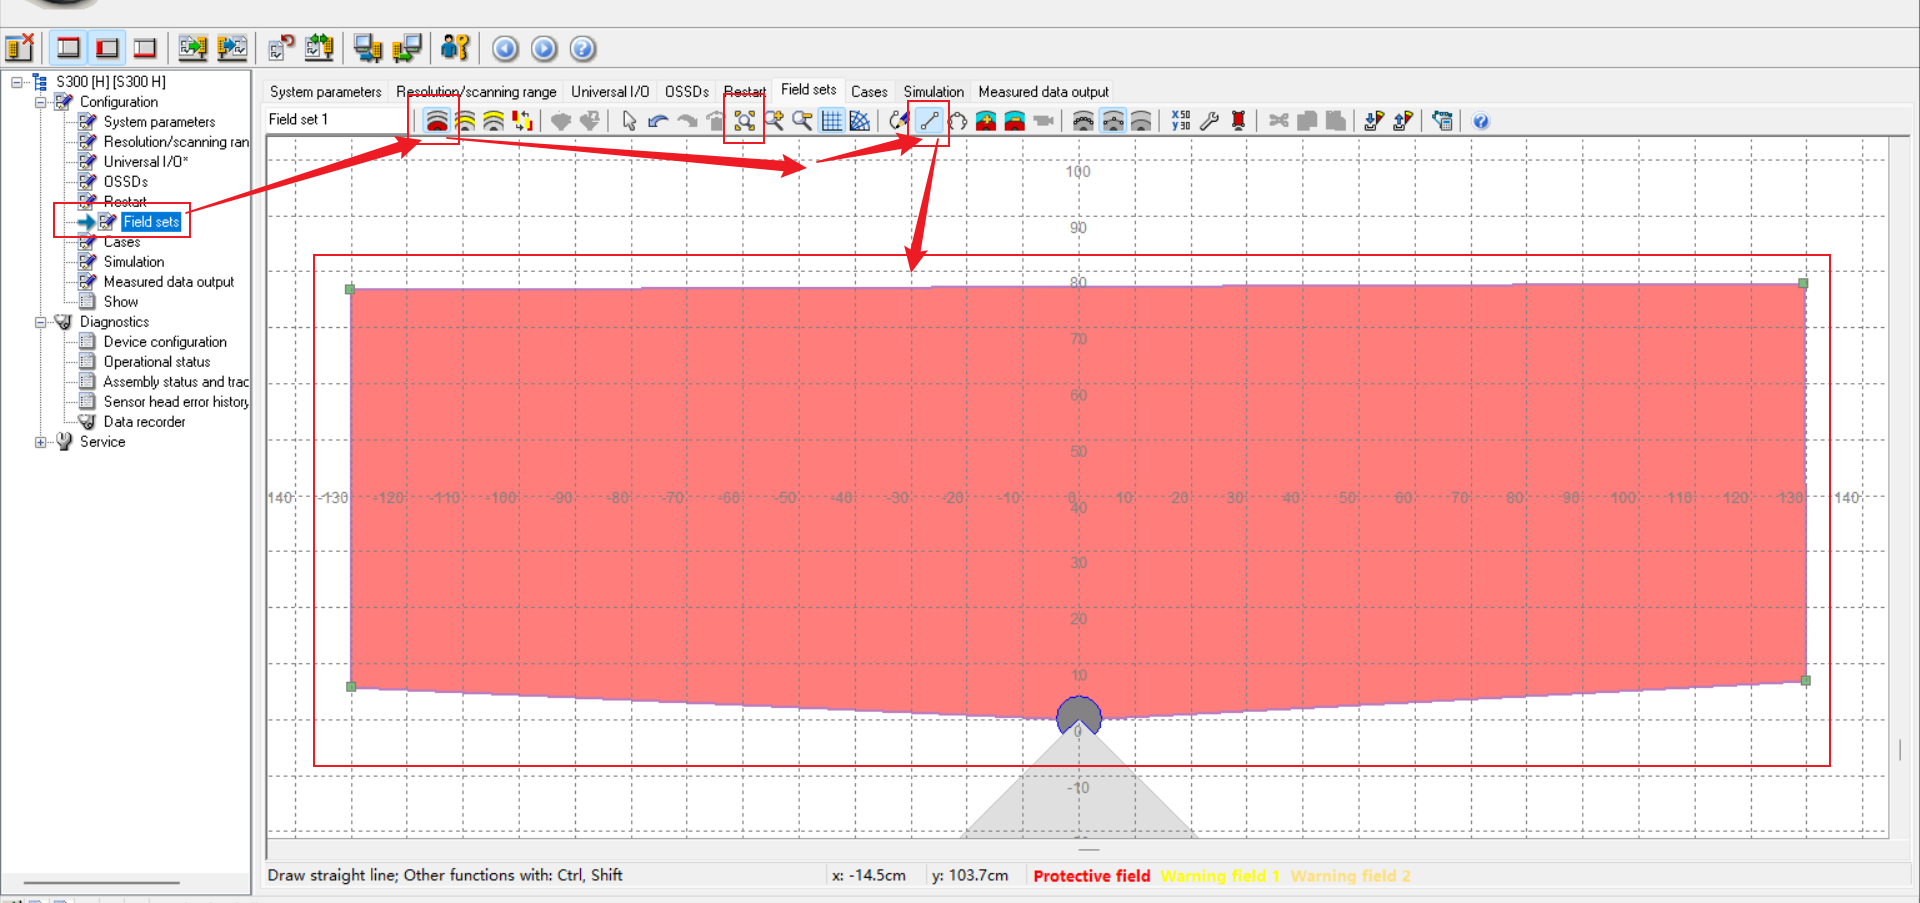 S300 [H] [S300 H]
Configuration
System parameters
Resolution/scanning ran
Universal I/O*
OSSDs
Restart
Field sets
Cases
Simulation
Measured data output
Show
Diagnostics
Device configuration
Operational status
Assembly status and trac
Sensor head error history
Data recorder
Service
System parameters Resolution/scanning range Universal I/O OSSDs Restart Field sets Cases Simulation Measured data output
Field set 1
X50
y30
100
90
80
70
60
50
140 -130 -120 -110 -100 -90 -80 -70 -60 -50 -40 -30 -20 -10 0 10 20 30 40 50 60 70 80 90 100 110 120 130 140
40
30
20
10
0
-10
Draw straight line; Other functions with: Ctrl, Shift x: -14.5cm y: 103.7cm Protective field Warning field 1 Warning field 2